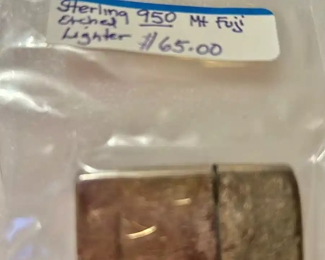 Sterling 950 Mt Fuji
Etched
Lighter $65.00